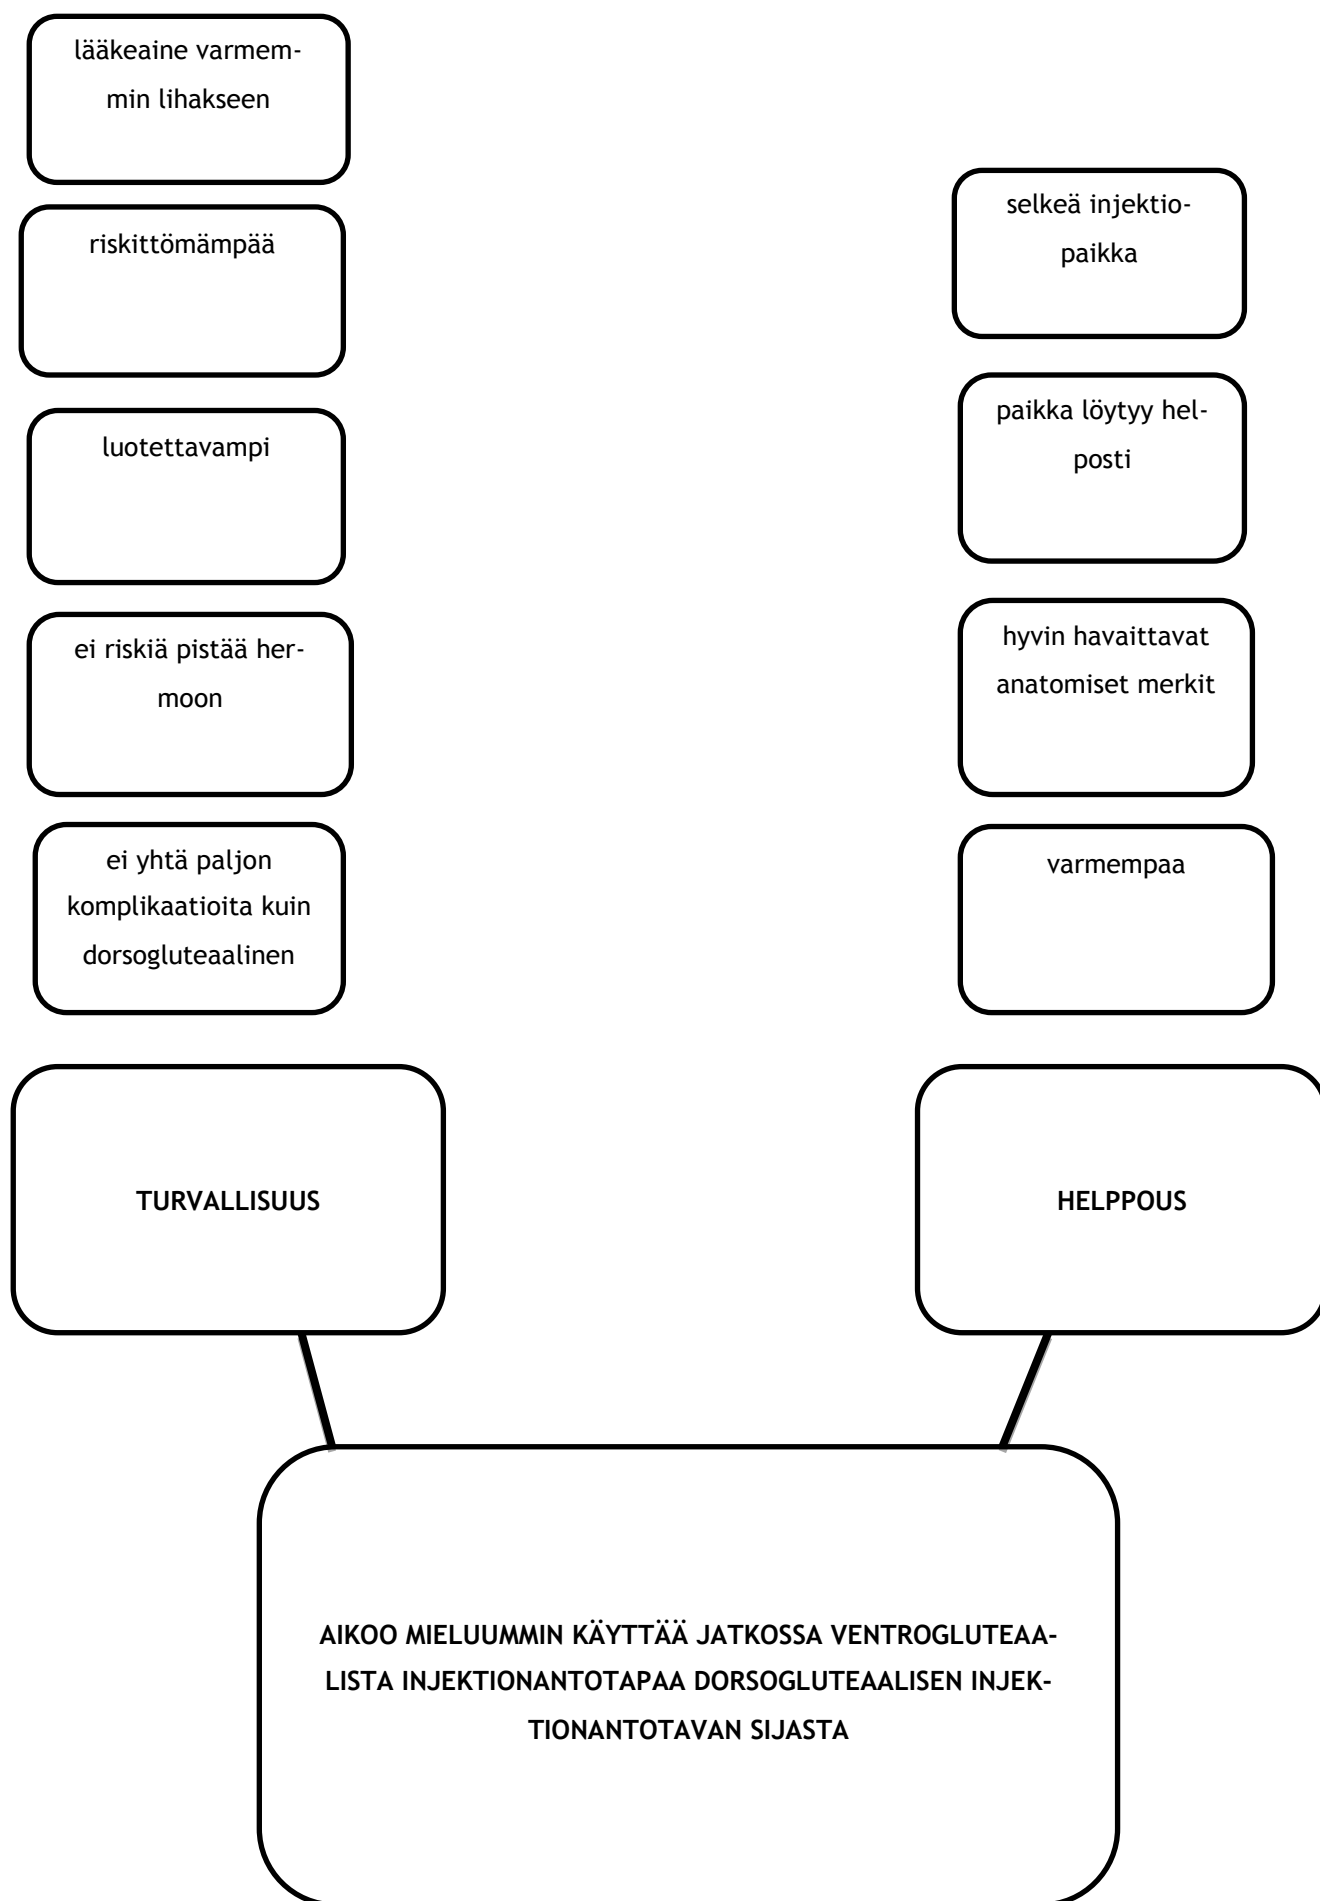 lääkeaine varmem-
min lihakseen
riskittömämpää
luotettavampi
ei riskiä pistää her-
moon
ei yhtä paljon
komplikaatioita kuin
dorsogluteaalinen
TURVALLISUUS
selkeä injektio-
paikka
paikka löytyy hel-
posti
hyvin havaittavat
anatomiset merkit
varmempaa
HELPPOUS
AIKOO MIELUUMMIN KÄYTTÄÄ JATKOSSA VENTROGLUTEAA-
LISTA INJEKTIONANTOTAPAA DORSOGLUTEAALISEN INJEK-
TIONANTOTAVAN SIJASTA